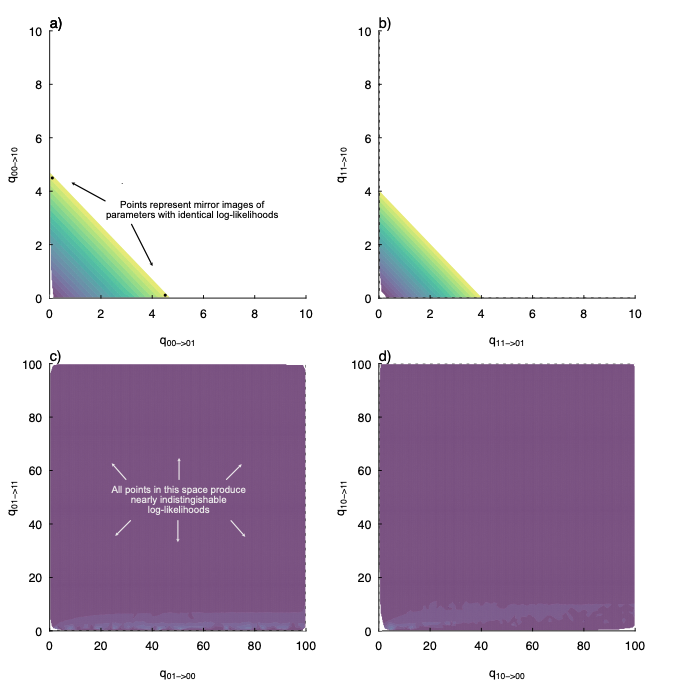 a)
10
8
6
4
2
0
q00->10
Points represent mirror images of
parameters with identical log-likelihoods
0 2 4 6 8 10
q00->01
b)
10
8
6
4
2
0
q11->10
0 2 4 6 8 10
q11->01
c)
100
80
60
40
20
0
q01->11
All points in this space produce
nearly indistingishable
log-likelihoods
0 20 40 60 80 100
q01->00
d)
100
80
60
40
20
0
q10->11
0 20 40 60 80 100
q10->00